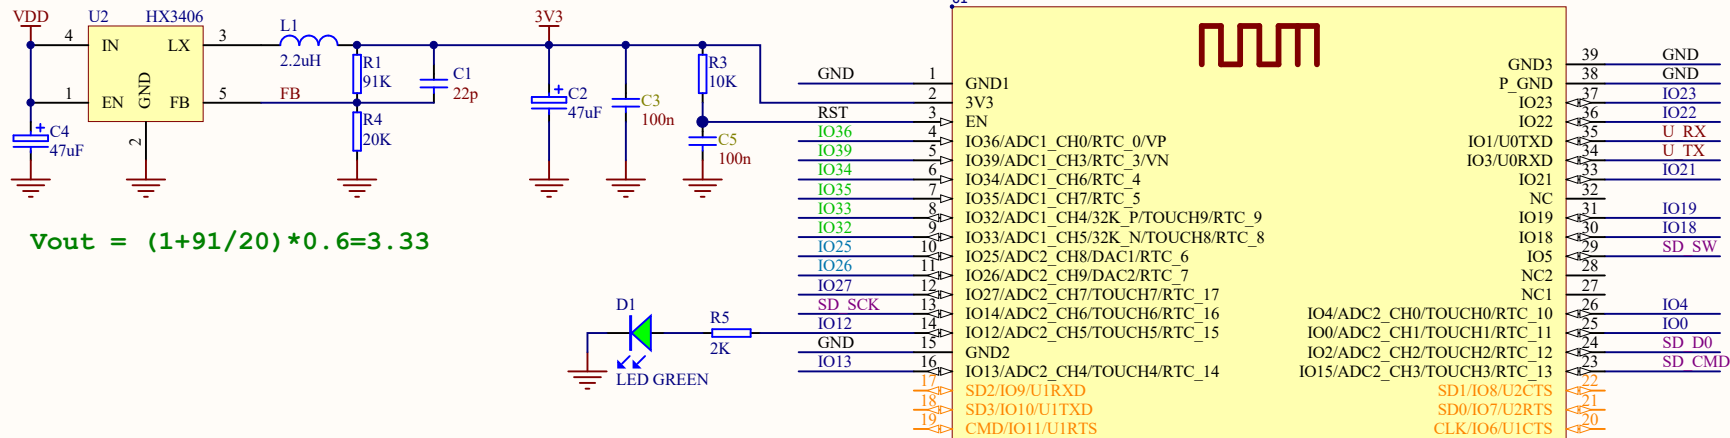 VDD
U2 HX3406
4 IN LX 3
1 EN GND FB 5
2
C4
47uF
L1
2.2uH
FB
R1
91K
R4
20K
C1
22p
3V3
C2
47uF
C3
100n
R3
10K
C5
100n
Vout = (1+91/20)*0.6=3.33
D1
LED GREEN
R5
2K
GND 1 GND1
2 3V3
RST 3 EN
IO36 4 IO36/ADC1_CH0/RTC_0/VP
IO39 5 IO39/ADC1_CH3/RTC_3/VN
IO34 6 IO34/ADC1_CH6/RTC_4
IO35 7 IO35/ADC1_CH7/RTC_5
IO33 8 IO32/ADC1_CH4/32K_P/TOUCH9/RTC_9
IO32 9 IO33/ADC1_CH5/32K_N/TOUCH8/RTC_8
IO25 10 IO25/ADC2_CH8/DAC1/RTC_6
IO26 11 IO26/ADC2_CH9/DAC2/RTC_7
IO27 12 IO27/ADC2_CH7/TOUCH7/RTC_17
SD_SCK 13 IO14/ADC2_CH6/TOUCH6/RTC_16
IO12 14 IO12/ADC2_CH5/TOUCH5/RTC_15
GND 15 GND2
IO13 16 IO13/ADC2_CH4/TOUCH4/RTC_14
17 SD2/IO9/U1RXD
18 SD3/IO10/U1TXD
19 CMD/IO11/U1RTS
GND3 39 GND
P_GND 38 GND
IO23 37 IO23
IO22 36 IO22
IO1/U0TXD 35 U_RX
IO3/U0RXD 34 U_TX
IO21 33 IO21
NC 32
IO19 31 IO19
IO18 30 IO18
IO5 29 SD_SW
NC2 28
NC1 27
IO4/ADC2_CH0/TOUCH0/RTC_10 26 IO4
IO0/ADC2_CH1/TOUCH1/RTC_11 25 IO0
IO2/ADC2_CH2/TOUCH2/RTC_12 24 SD_D0
IO15/ADC2_CH3/TOUCH3/RTC_13 23 SD_CMD
SD1/IO8/U2CTS 22
SD0/IO7/U2RTS 21
CLK/IO6/U1CTS 20